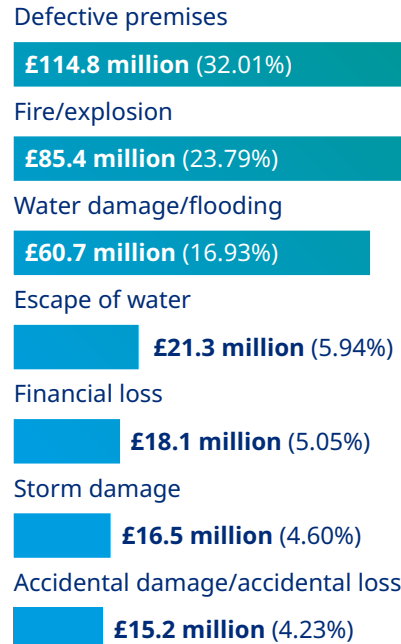 Defective premises
£114.8 million (32.01%)
Fire/explosion
£85.4 million (23.79%)
Water damage/flooding
£60.7 million (16.93%)
Escape of water
£21.3 million (5.94%)
Financial loss
£18.1 million (5.05%)
Storm damage
£16.5 million (4.60%)
Accidental damage/accidental loss
£15.2 million (4.23%)